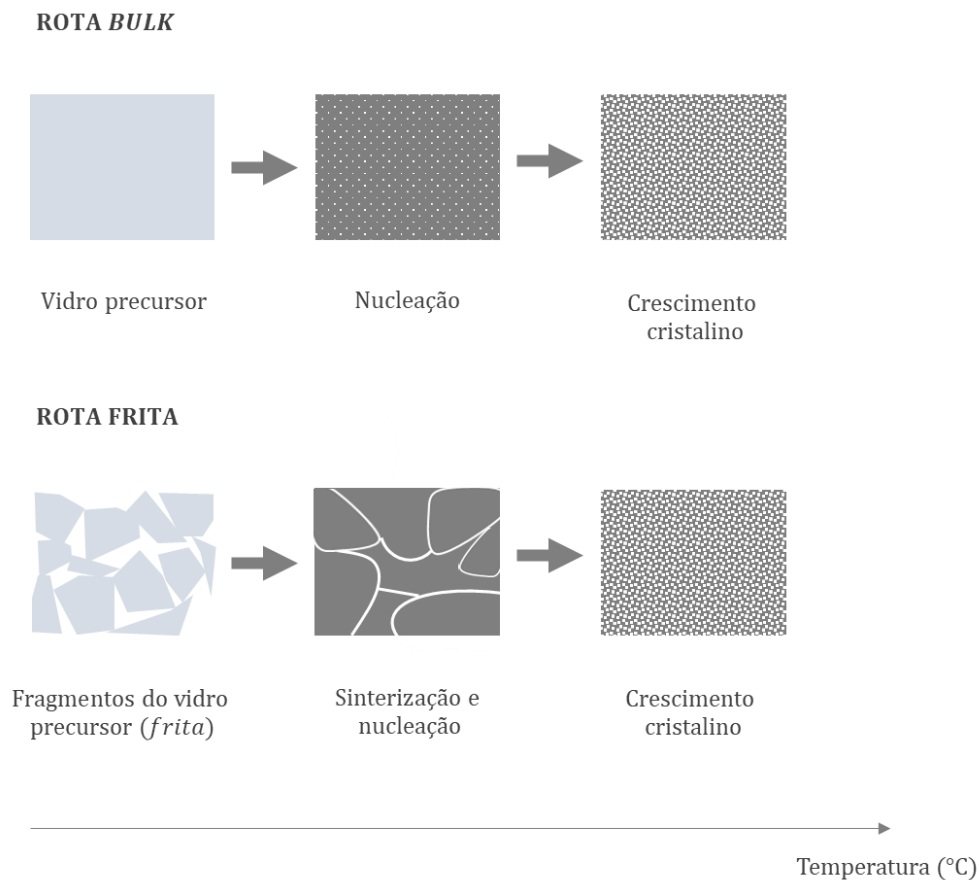 ROTA BULK
Vidro precursor
Nucleação
Crescimento
cristalino
ROTA FRITA
Fragmentos do vidro
precursor (frita)
Sinterização e
nucleação
Crescimento
cristalino
Temperatura (°C)